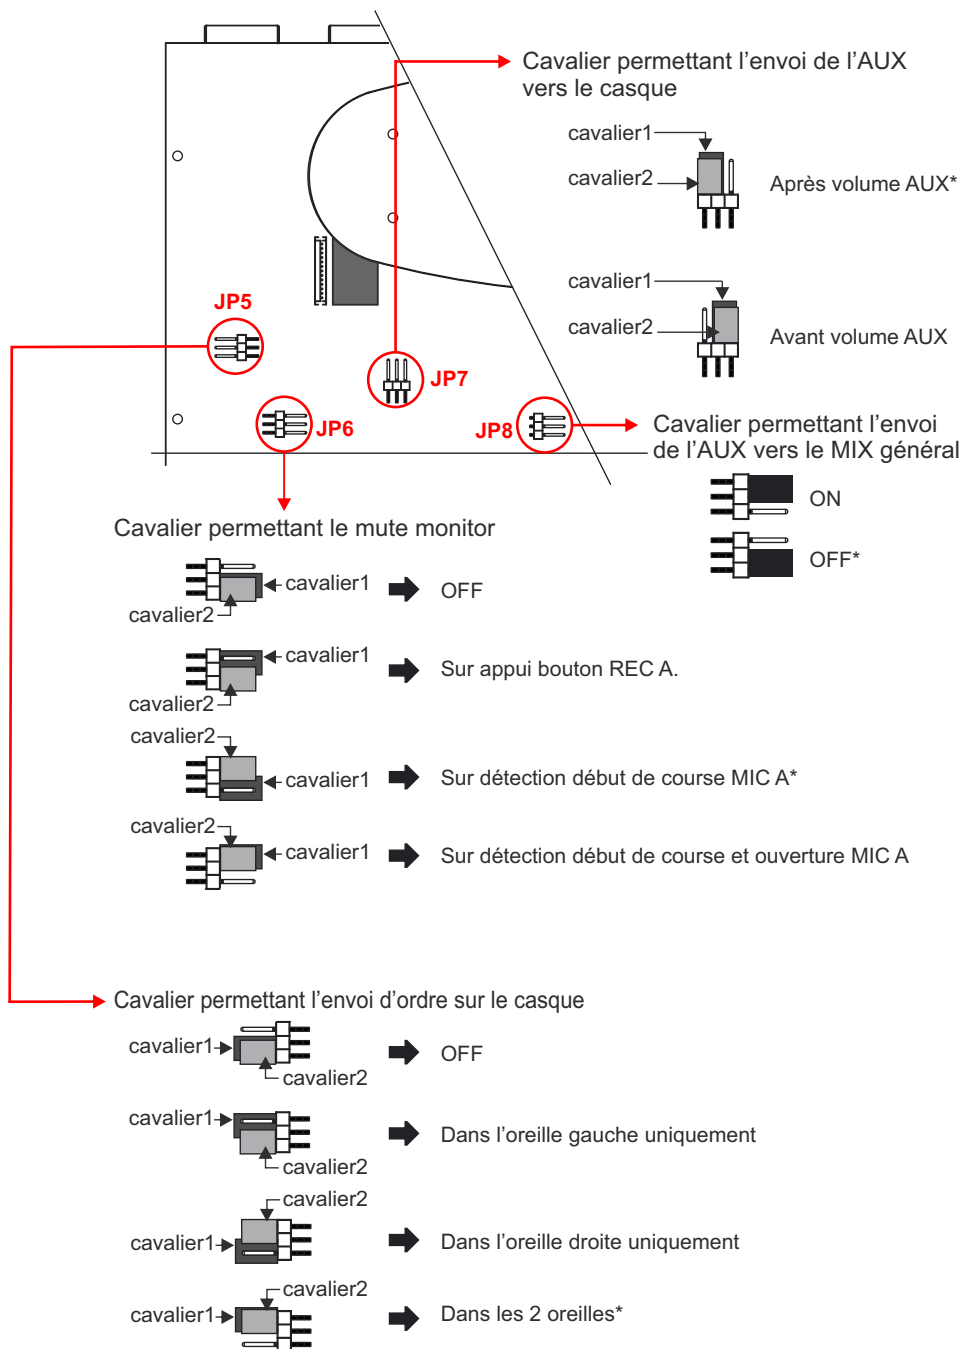 Cavalier permettant l'envoi de l'AUX
vers le casque
cavalier1
cavalier2
Après volume AUX*
cavalier1
cavalier2
Avant volume AUX
JP5
JP7
JP6
JP8
Cavalier permettant l'envoi
de l'AUX vers le MIX général
ON
OFF*
Cavalier permettant le mute monitor
cavalier1
OFF
cavalier2
cavalier1
Sur appui bouton REC A.
cavalier2
cavalier2
cavalier1
Sur détection début de course MIC A*
cavalier2
cavalier1
Sur détection début de course et ouverture MIC A
Cavalier permettant l'envoi d'ordre sur le casque
cavalier1
OFF
cavalier2
cavalier1
Dans l'oreille gauche uniquement
cavalier2
cavalier2
cavalier1
Dans l'oreille droite uniquement
cavalier2
cavalier1
Dans les 2 oreilles*